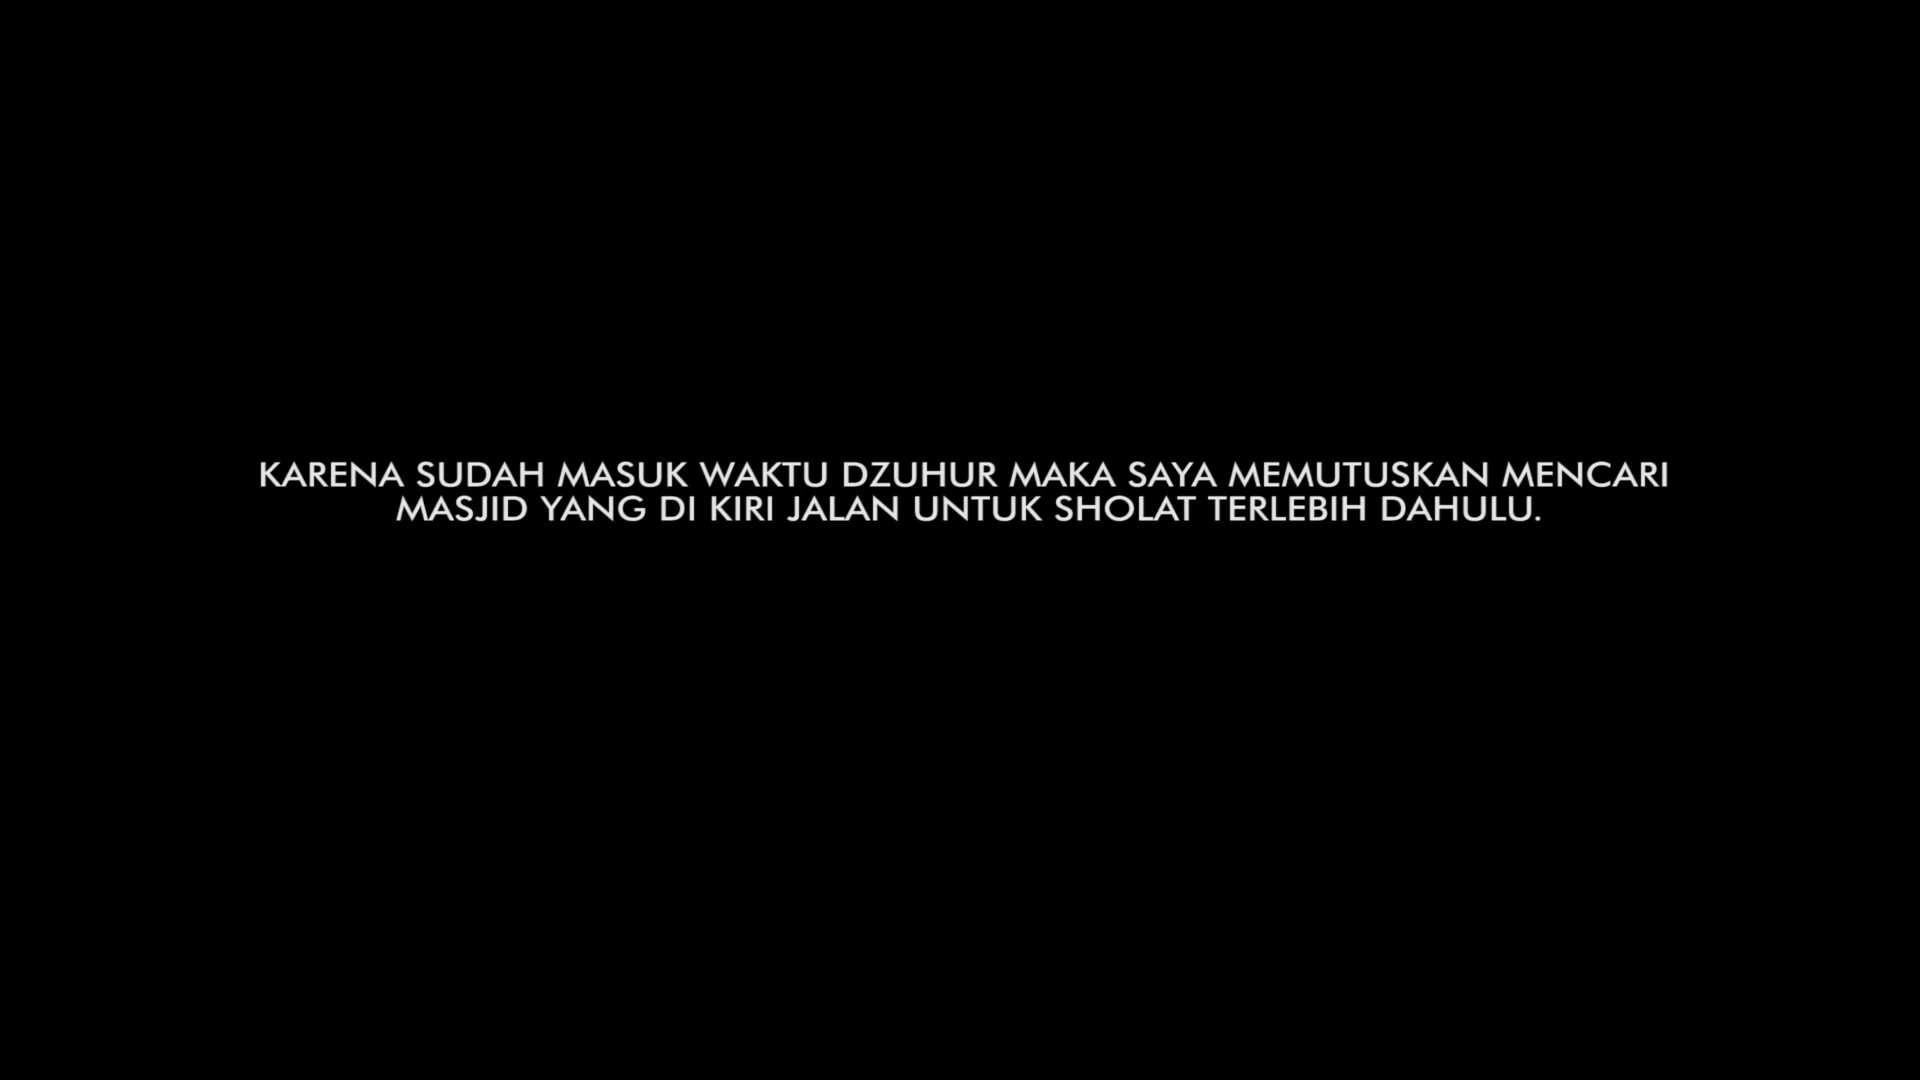 KARENA SUDAH MASUK WAKTU DZUHUR MAKA SAYA MEMUTUSKAN MENCARI
MASJID YANG DI KIRI JALAN UNTUK SHOLAT TERLEBIH DAHULU.